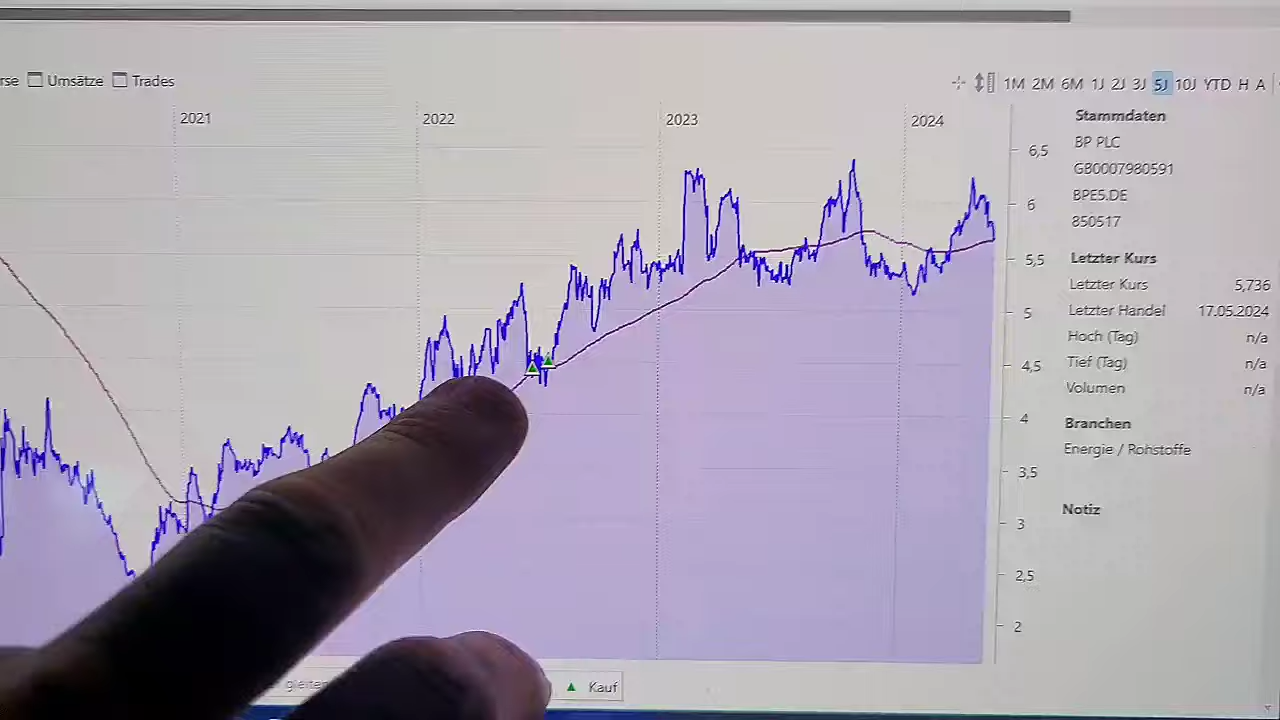 rse Umsätze Trades
1M 2M 6M 1J 2J 3J 5J 10J YTD H A
2021 2022 2023 2024
6,5
6
5,5
5
4,5
4
3,5
3
2,5
2
Stammdaten
BP PLC
GB0007980591
BPE5.DE
850517
Letzter Kurs
Letzter Kurs 5,736
Letzter Handel 17.05.2024
Hoch (Tag) n/a
Tief (Tag) n/a
Volumen n/a
Branchen
Energie / Rohstoffe
Notiz
gleiten
Kauf